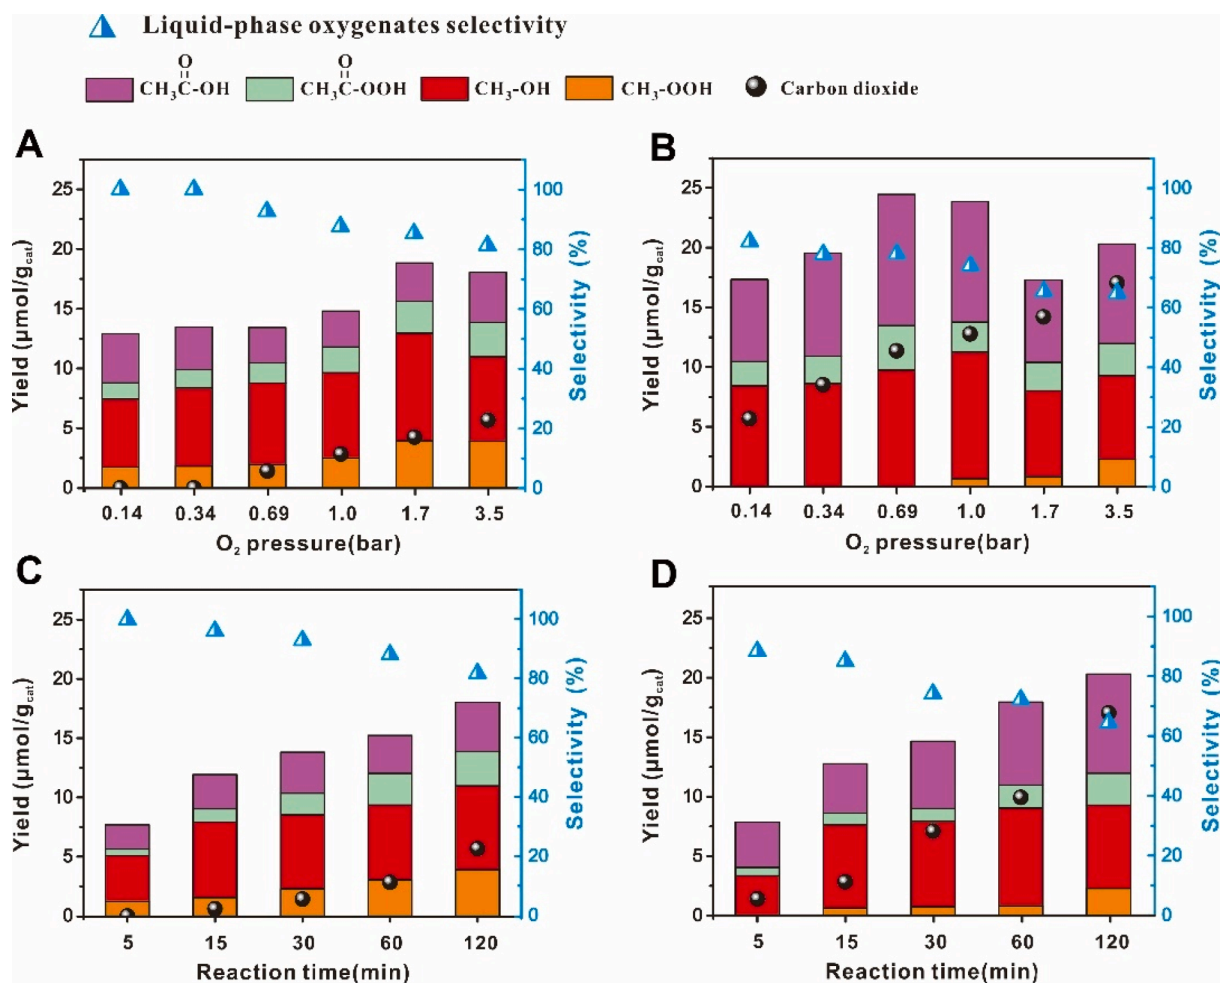 Liquid-phase oxygenates selectivity
O O
CH₃C-OH CH₃C-OOH CH₃-OH CH₃-OOH Carbon dioxide
A
Yield (μmol/gcat)
25
20
15
10
5
0
0.14 0.34 0.69 1.0 1.7 3.5
O₂ pressure(bar)
100
80
60
40
20
0
Selectivity (%)
B
Yield (μmol/gcat)
25
20
15
10
5
0
0.14 0.34 0.69 1.0 1.7 3.5
O₂ pressure(bar)
100
80
60
40
20
0
Selectivity (%)
C
Yield (μmol/gcat)
25
20
15
10
5
0
5 15 30 60 120
Reaction time(min)
100
80
60
40
20
0
Selectivity (%)
D
Yield (μmol/gcat)
25
20
15
10
5
0
5 15 30 60 120
Reaction time(min)
100
80
60
40
20
0
Selectivity (%)